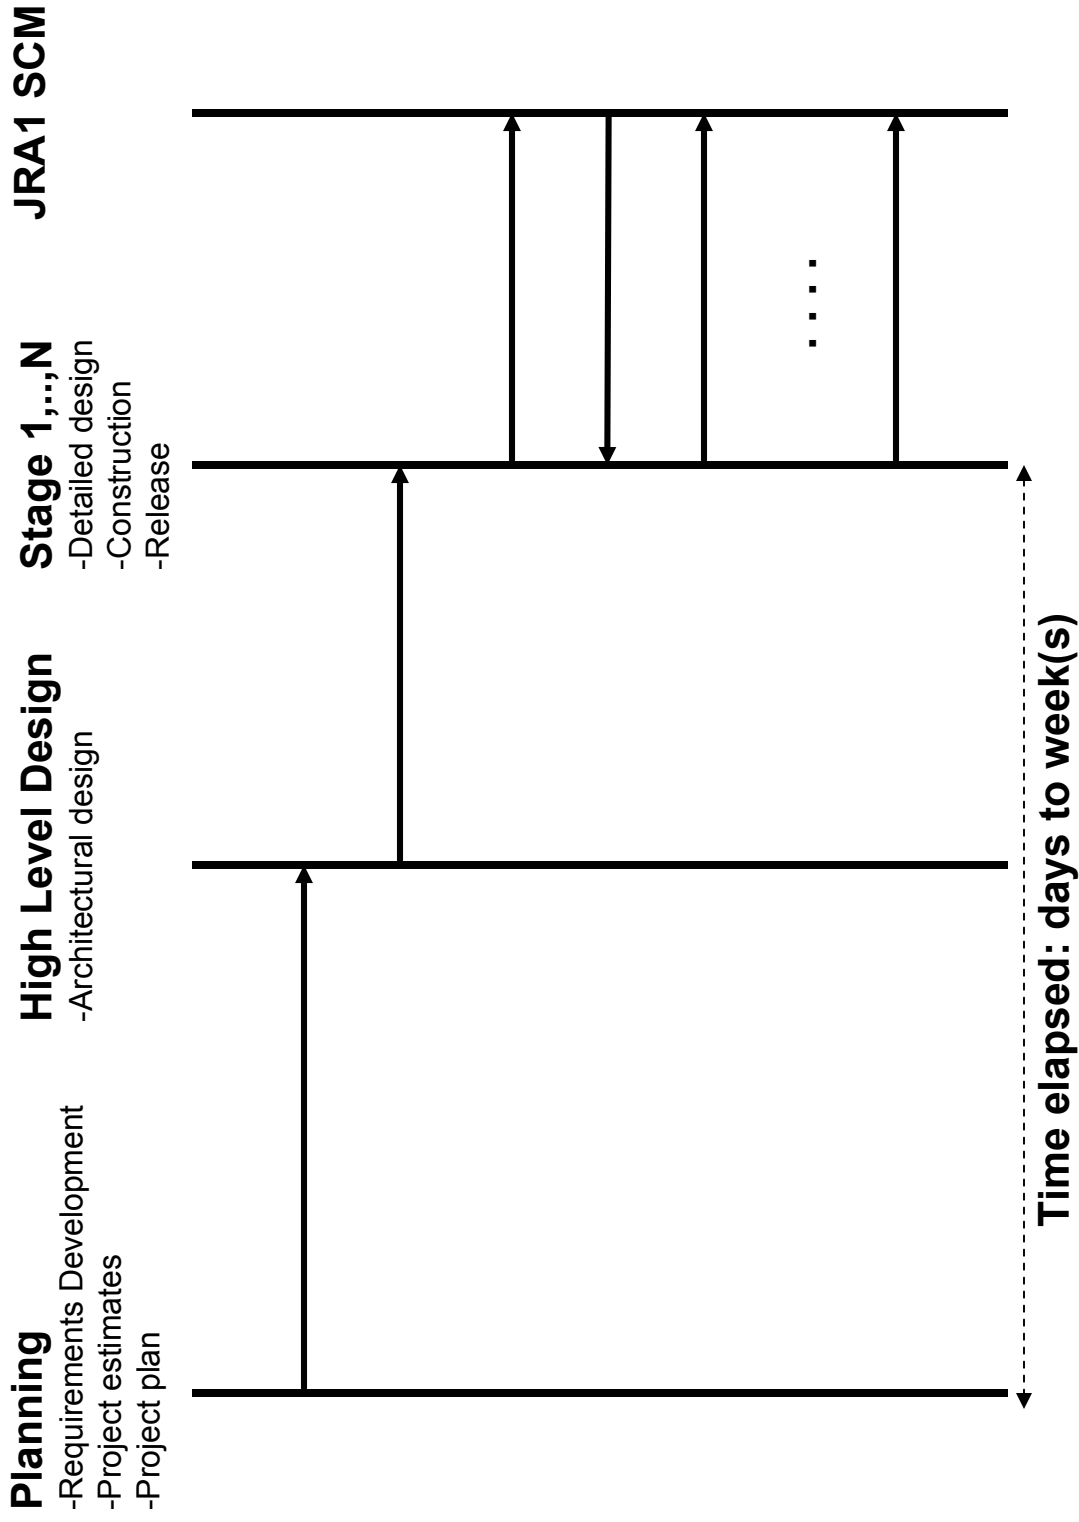 Planning
-Requirements Development
-Project estimates
-Project plan
High Level Design
-Architectural design
Stage 1,..,N
-Detailed design
-Construction
-Release
JRA1 SCM
. . . .
Time elapsed: days to week(s)